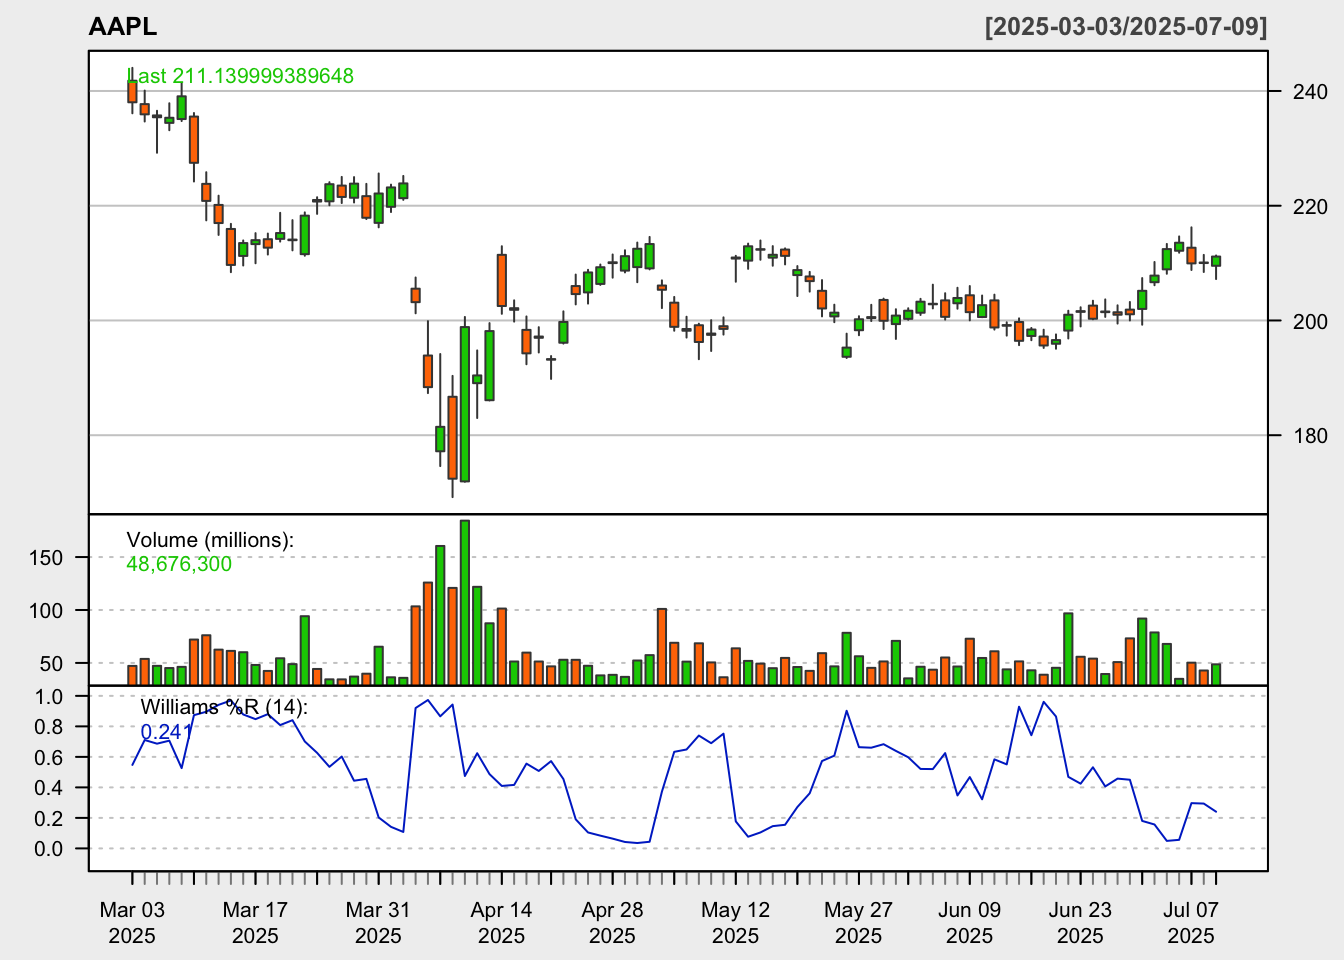 AAPL [2025-03-03/2025-07-09]
Last 211.139999389648
240
220
200
180
Volume (millions):
48,676,300
150
100
50
Williams %R (14):
0.241
1.0
0.8
0.6
0.4
0.2
0.0
Mar 03 Mar 17 Mar 31 Apr 14 Apr 28 May 12 May 27 Jun 09 Jun 23 Jul 07
2025 2025 2025 2025 2025 2025 2025 2025 2025 2025